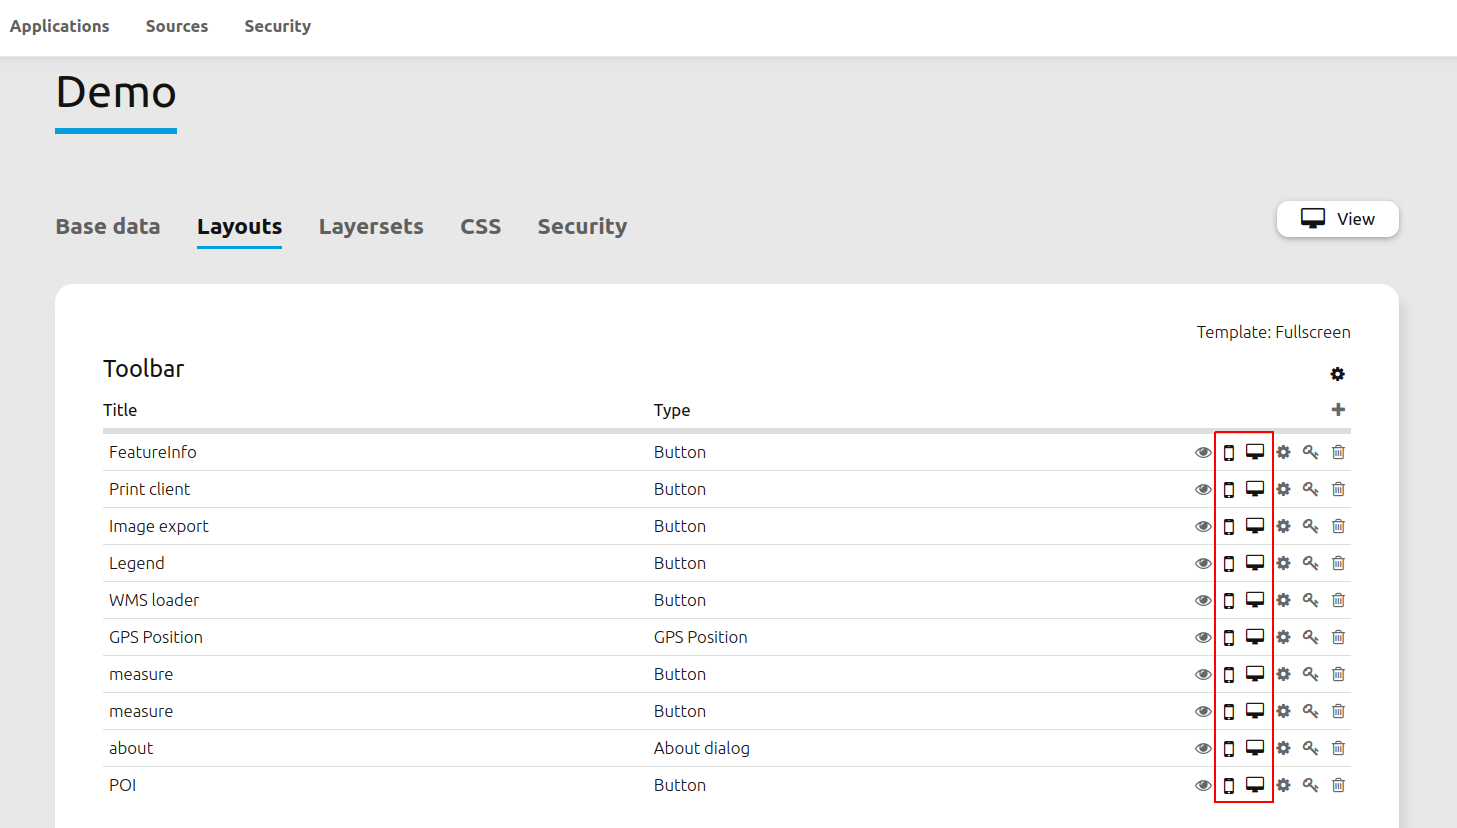 Applications Sources Security
Demo
Base data Layouts Layersets CSS Security View
Template: Fullscreen
Toolbar
Title Type
FeatureInfo Button
Print client Button
Image export Button
Legend Button
WMS loader Button
GPS Position GPS Position
measure Button
measure Button
about About dialog
POI Button